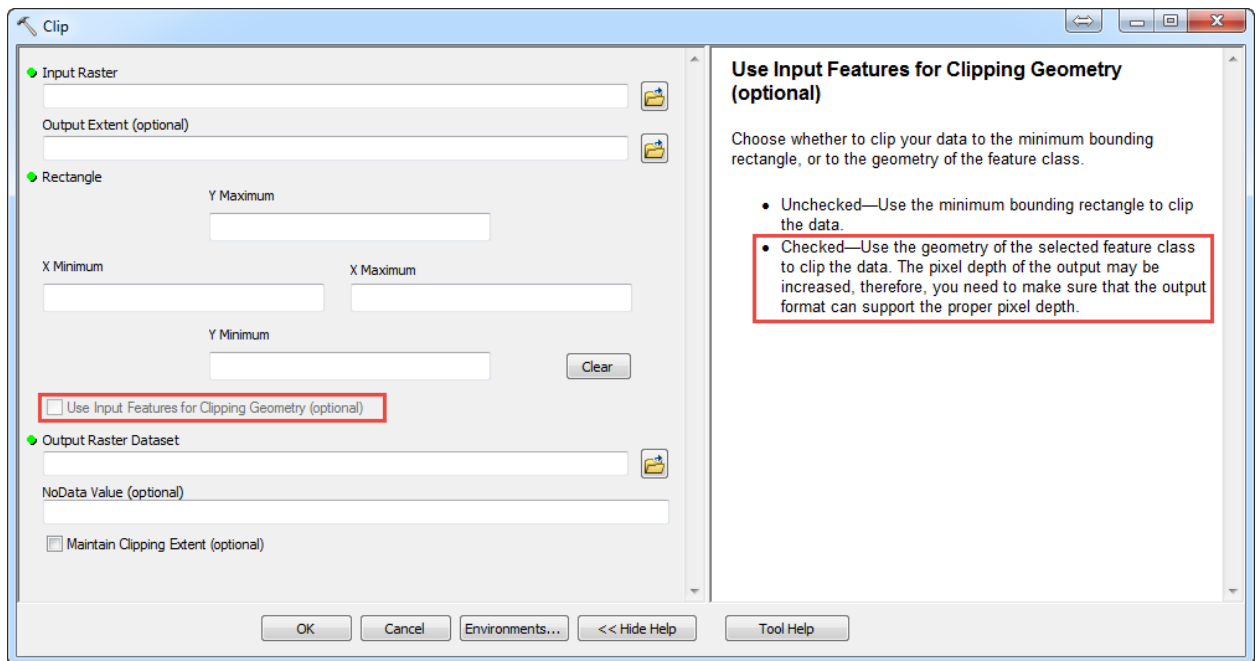 Clip
Input Raster
Output Extent (optional)
Rectangle
Y Maximum
X Minimum
X Maximum
Y Minimum
Clear
Use Input Features for Clipping Geometry (optional)
Output Raster Dataset
NoData Value (optional)
Maintain Clipping Extent (optional)
Use Input Features for Clipping Geometry
(optional)
Choose whether to clip your data to the minimum bounding
rectangle, or to the geometry of the feature class.
• Unchecked—Use the minimum bounding rectangle to clip
the data.
• Checked—Use the geometry of the selected feature class
to clip the data. The pixel depth of the output may be
increased, therefore, you need to make sure that the output
format can support the proper pixel depth.
OK
Cancel
Environments...
<< Hide Help
Tool Help